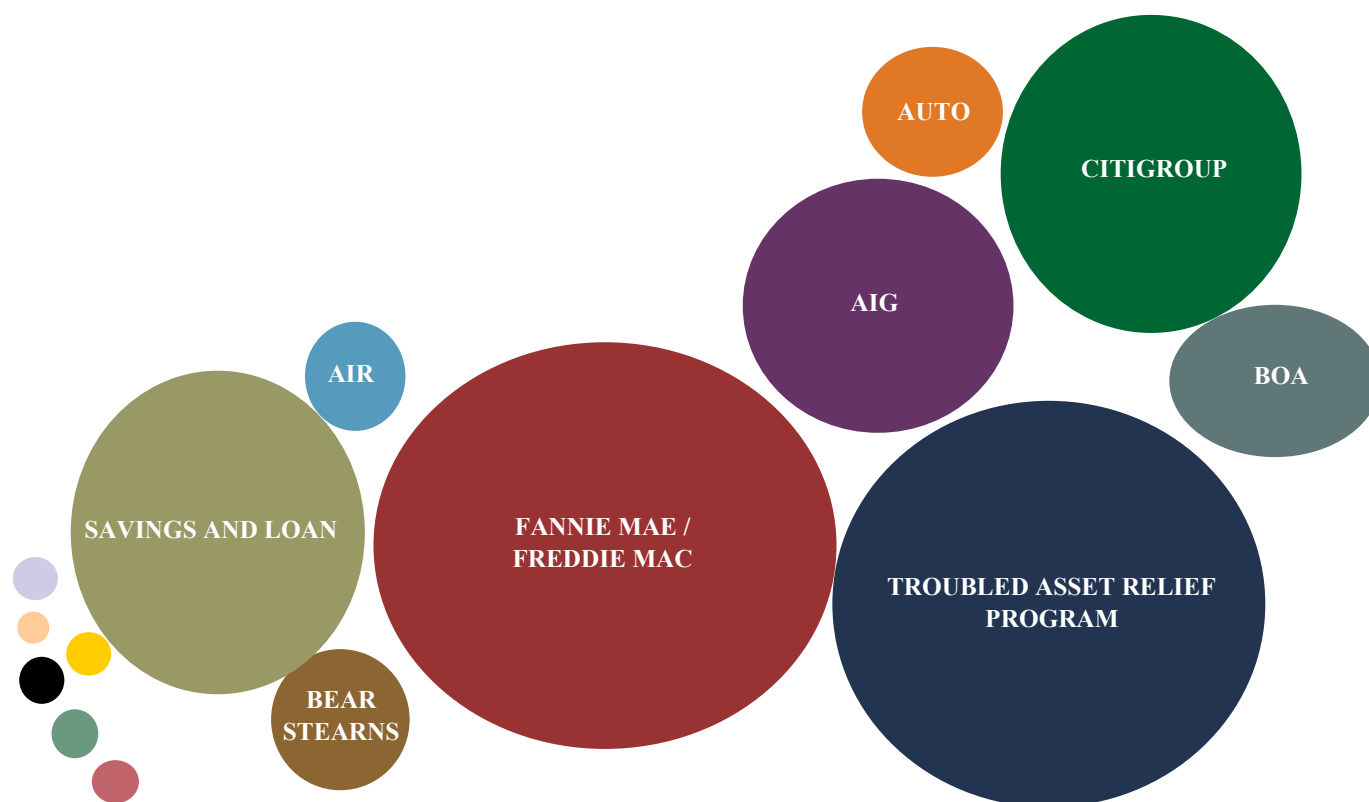 AUTO
CITIGROUP
AIG
AIR
BOA
SAVINGS AND LOAN
FANNIE MAE /
FREDDIE MAC
TROUBLED ASSET RELIEF
PROGRAM
BEAR
STEARNS